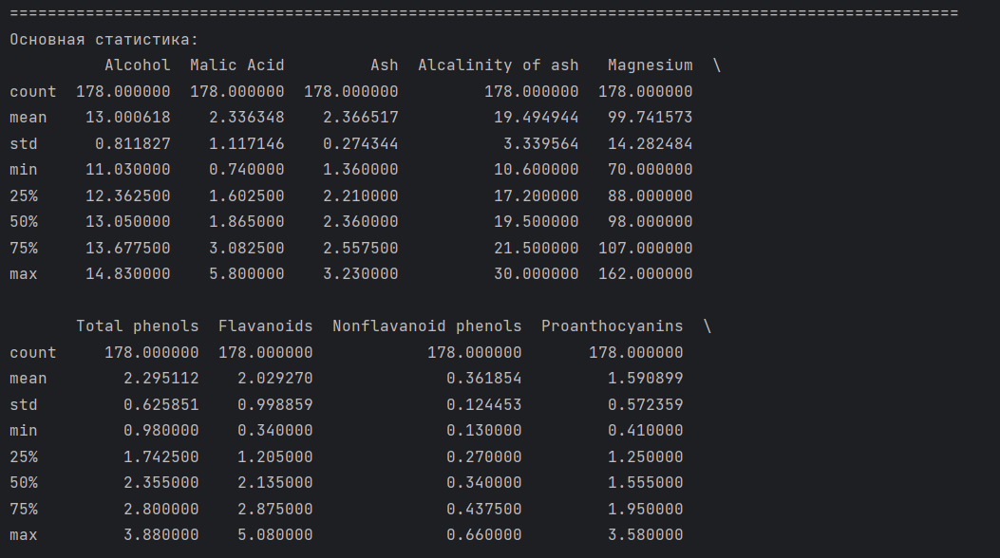 ====================================================================================================
Основная статистика:
          Alcohol  Malic Acid         Ash  Alcalinity of ash   Magnesium  \
count  178.000000  178.000000  178.000000         178.000000  178.000000
mean    13.000618    2.336348    2.366517          19.494944   99.741573
std      0.811827    1.117146    0.274344           3.339564   14.282484
min     11.030000    0.740000    1.360000          10.600000   70.000000
25%     12.362500    1.602500    2.210000          17.200000   88.000000
50%     13.050000    1.865000    2.360000          19.500000   98.000000
75%     13.677500    3.082500    2.557500          21.500000  107.000000
max     14.830000    5.800000    3.230000          30.000000  162.000000

       Total phenols  Flavanoids  Nonflavanoid phenols  Proanthocyanins  \
count     178.000000  178.000000            178.000000       178.000000
mean        2.295112    2.029270              0.361854         1.590899
std         0.625851    0.998859              0.124453         0.572359
min         0.980000    0.340000              0.130000         0.410000
25%         1.742500    1.205000              0.270000         1.250000
50%         2.355000    2.135000              0.340000         1.555000
75%         2.800000    2.875000              0.437500         1.950000
max         3.880000    5.080000              0.660000         3.580000